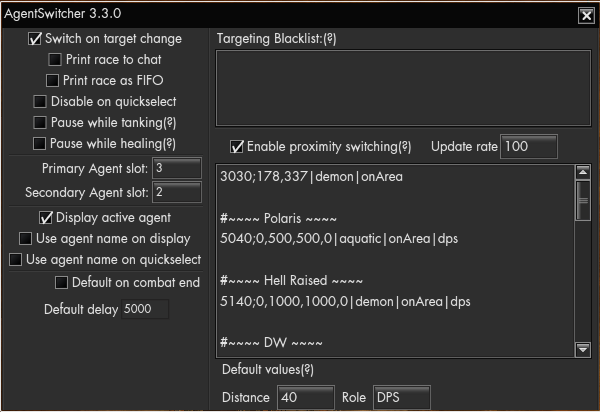 AgentSwitcher 3.3.0
Switch on target change
Print race to chat
Print race as FIFO
Disable on quickselect
Pause while tanking(?)
Pause while healing(?)
Primary Agent slot: 3
Secondary Agent slot: 2
Display active agent
Use agent name on display
Use agent name on quickselect
Default on combat end
Default delay 5000
Targeting Blacklist:(?)
Enable proximity switching(?) Update rate 100
3030;178,337|demon|onArea
#~~~~ Polaris ~~~~
5040;0,500,500,0|aquatic|onArea|dps
#~~~~ Hell Raised ~~~~
5140;0,1000,1000,0|demon|onArea|dps
#~~~~ DW ~~~~
Default values(?)
Distance 40 Role DPS